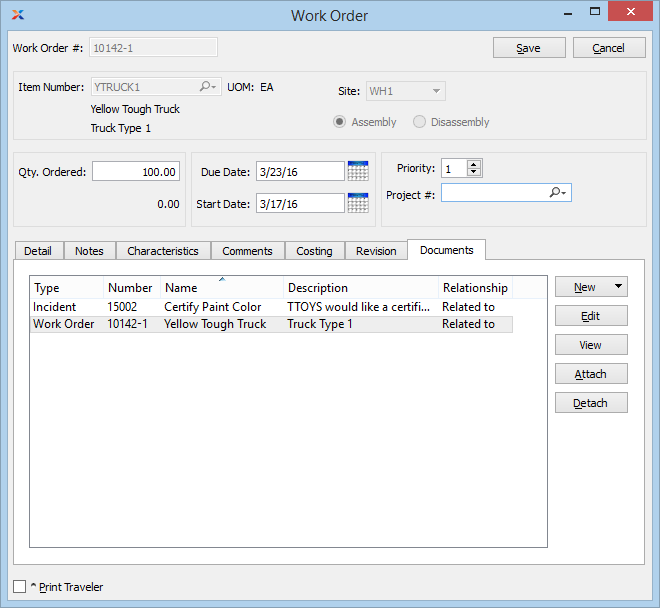 Work Order
Work Order #: 10142-1 Save Cancel
Item Number: YTRUCK1 UOM: EA Site: WH1
Yellow Tough Truck
Truck Type 1
Assembly Disassembly
Qty. Ordered: 100.00 Due Date: 3/23/16 Priority: 1
0.00 Start Date: 3/17/16 Project #:
Detail Notes Characteristics Comments Costing Revision Documents
Type Number Name Description Relationship
Incident 15002 Certify Paint Color TTOYS would like a certifi... Related to
Work Order 10142-1 Yellow Tough Truck Truck Type 1 Related to
New
Edit
View
Attach
Detach
^ Print Traveler